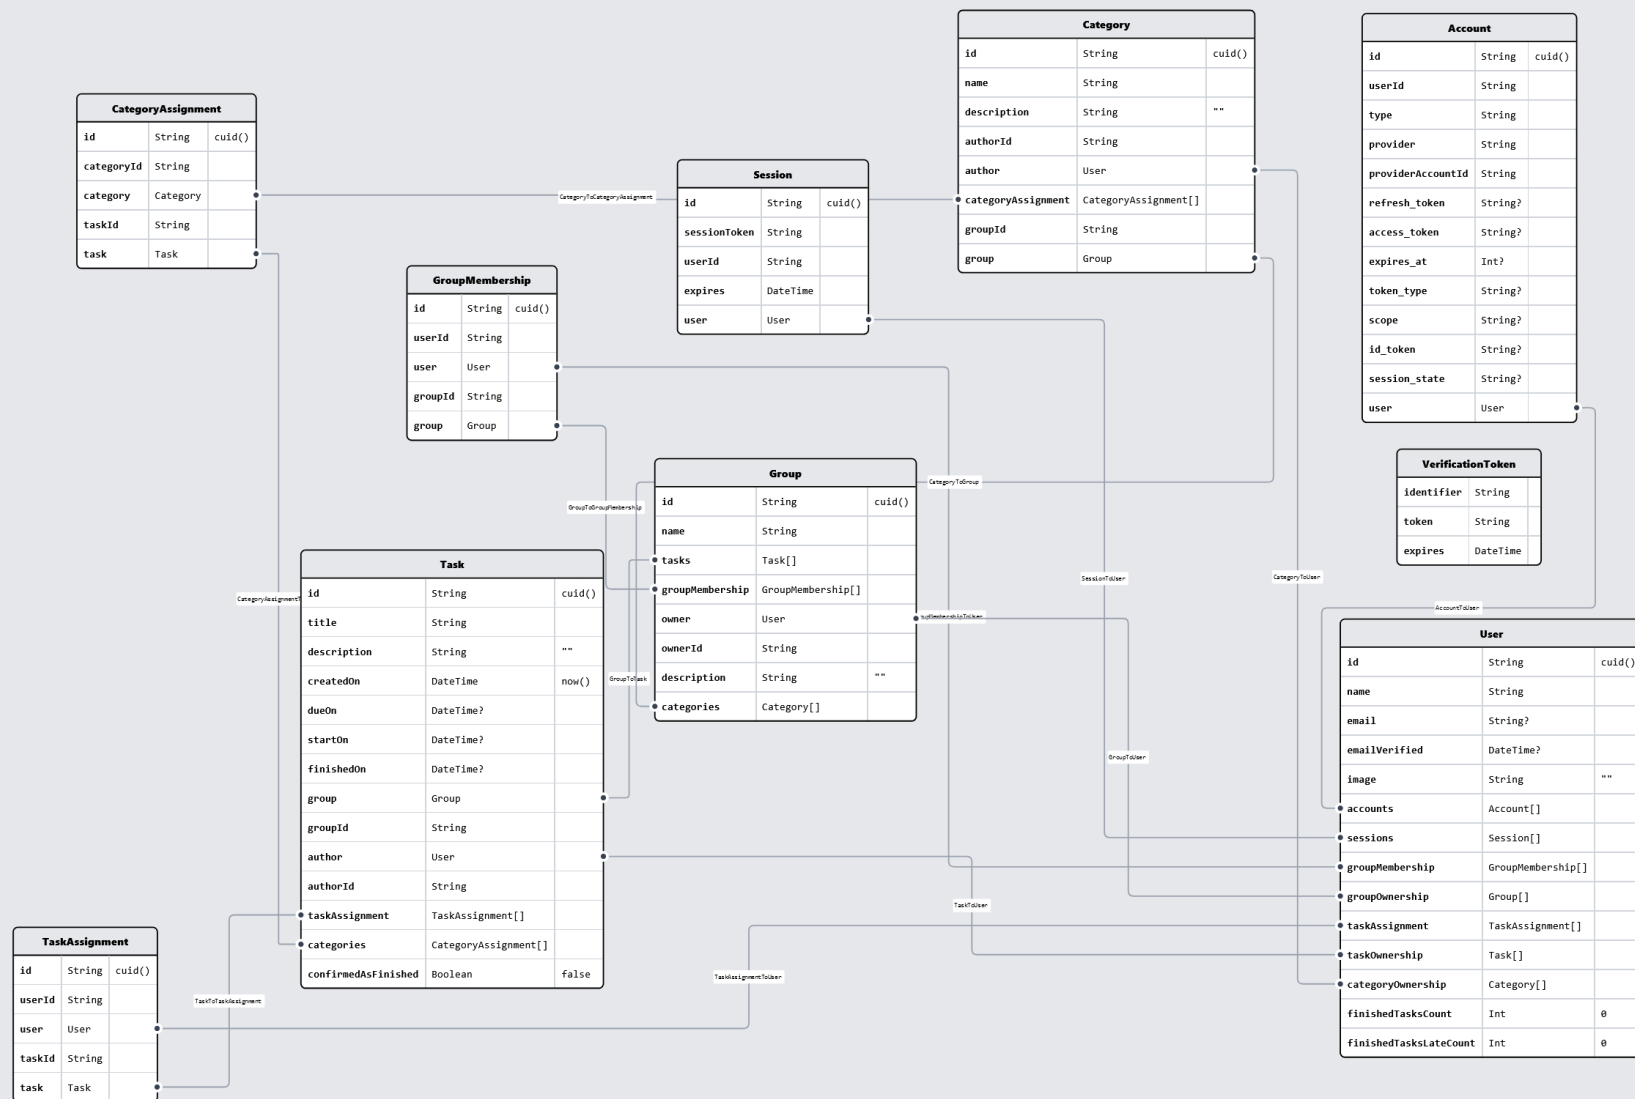 CategoryAssignment
id String cuid()
categoryId String
category Category
taskId String
task Task
CategoryToCategoryAssignment
Session
id String cuid()
sessionToken String
userId String
expires DateTime
user User
Category
id String cuid()
name String
description String ""
authorId String
author User
categoryAssignment CategoryAssignment[]
groupId String
group Group
Account
id String cuid()
userId String
type String
provider String
providerAccountId String
refresh_token String?
access_token String?
expires_at Int?
token_type String?
scope String?
id_token String?
session_state String?
user User
GroupMembership
id String cuid()
userId String
user User
groupId String
group Group
GroupToGroupMembership
Group
id String cuid()
name String
tasks Task[]
groupMembership GroupMembership[]
owner User
ownerId String
description String ""
categories Category[]
CategoryToGroup
VerificationToken
identifier String
token String
expires DateTime
SessionToUser
CategoryToUser
AccountToUser
upMembershipToUser
GroupToTask
GroupToUser
CategoryAssignmentT
Task
id String cuid()
title String
description String ""
createdOn DateTime now()
dueOn DateTime?
startOn DateTime?
finishedOn DateTime?
group Group
groupId String
author User
authorId String
taskAssignment TaskAssignment[]
categories CategoryAssignment[]
confirmedAsFinished Boolean false
User
id String cuid()
name String
email String?
emailVerified DateTime?
image String ""
accounts Account[]
sessions Session[]
groupMembership GroupMembership[]
groupOwnership Group[]
taskAssignment TaskAssignment[]
taskOwnership Task[]
categoryOwnership Category[]
finishedTasksCount Int 0
finishedTasksLateCount Int 0
TaskToUser
TaskAssignmentToUser
TaskToTaskAssignment
TaskAssignment
id String cuid()
userId String
user User
taskId String
task Task